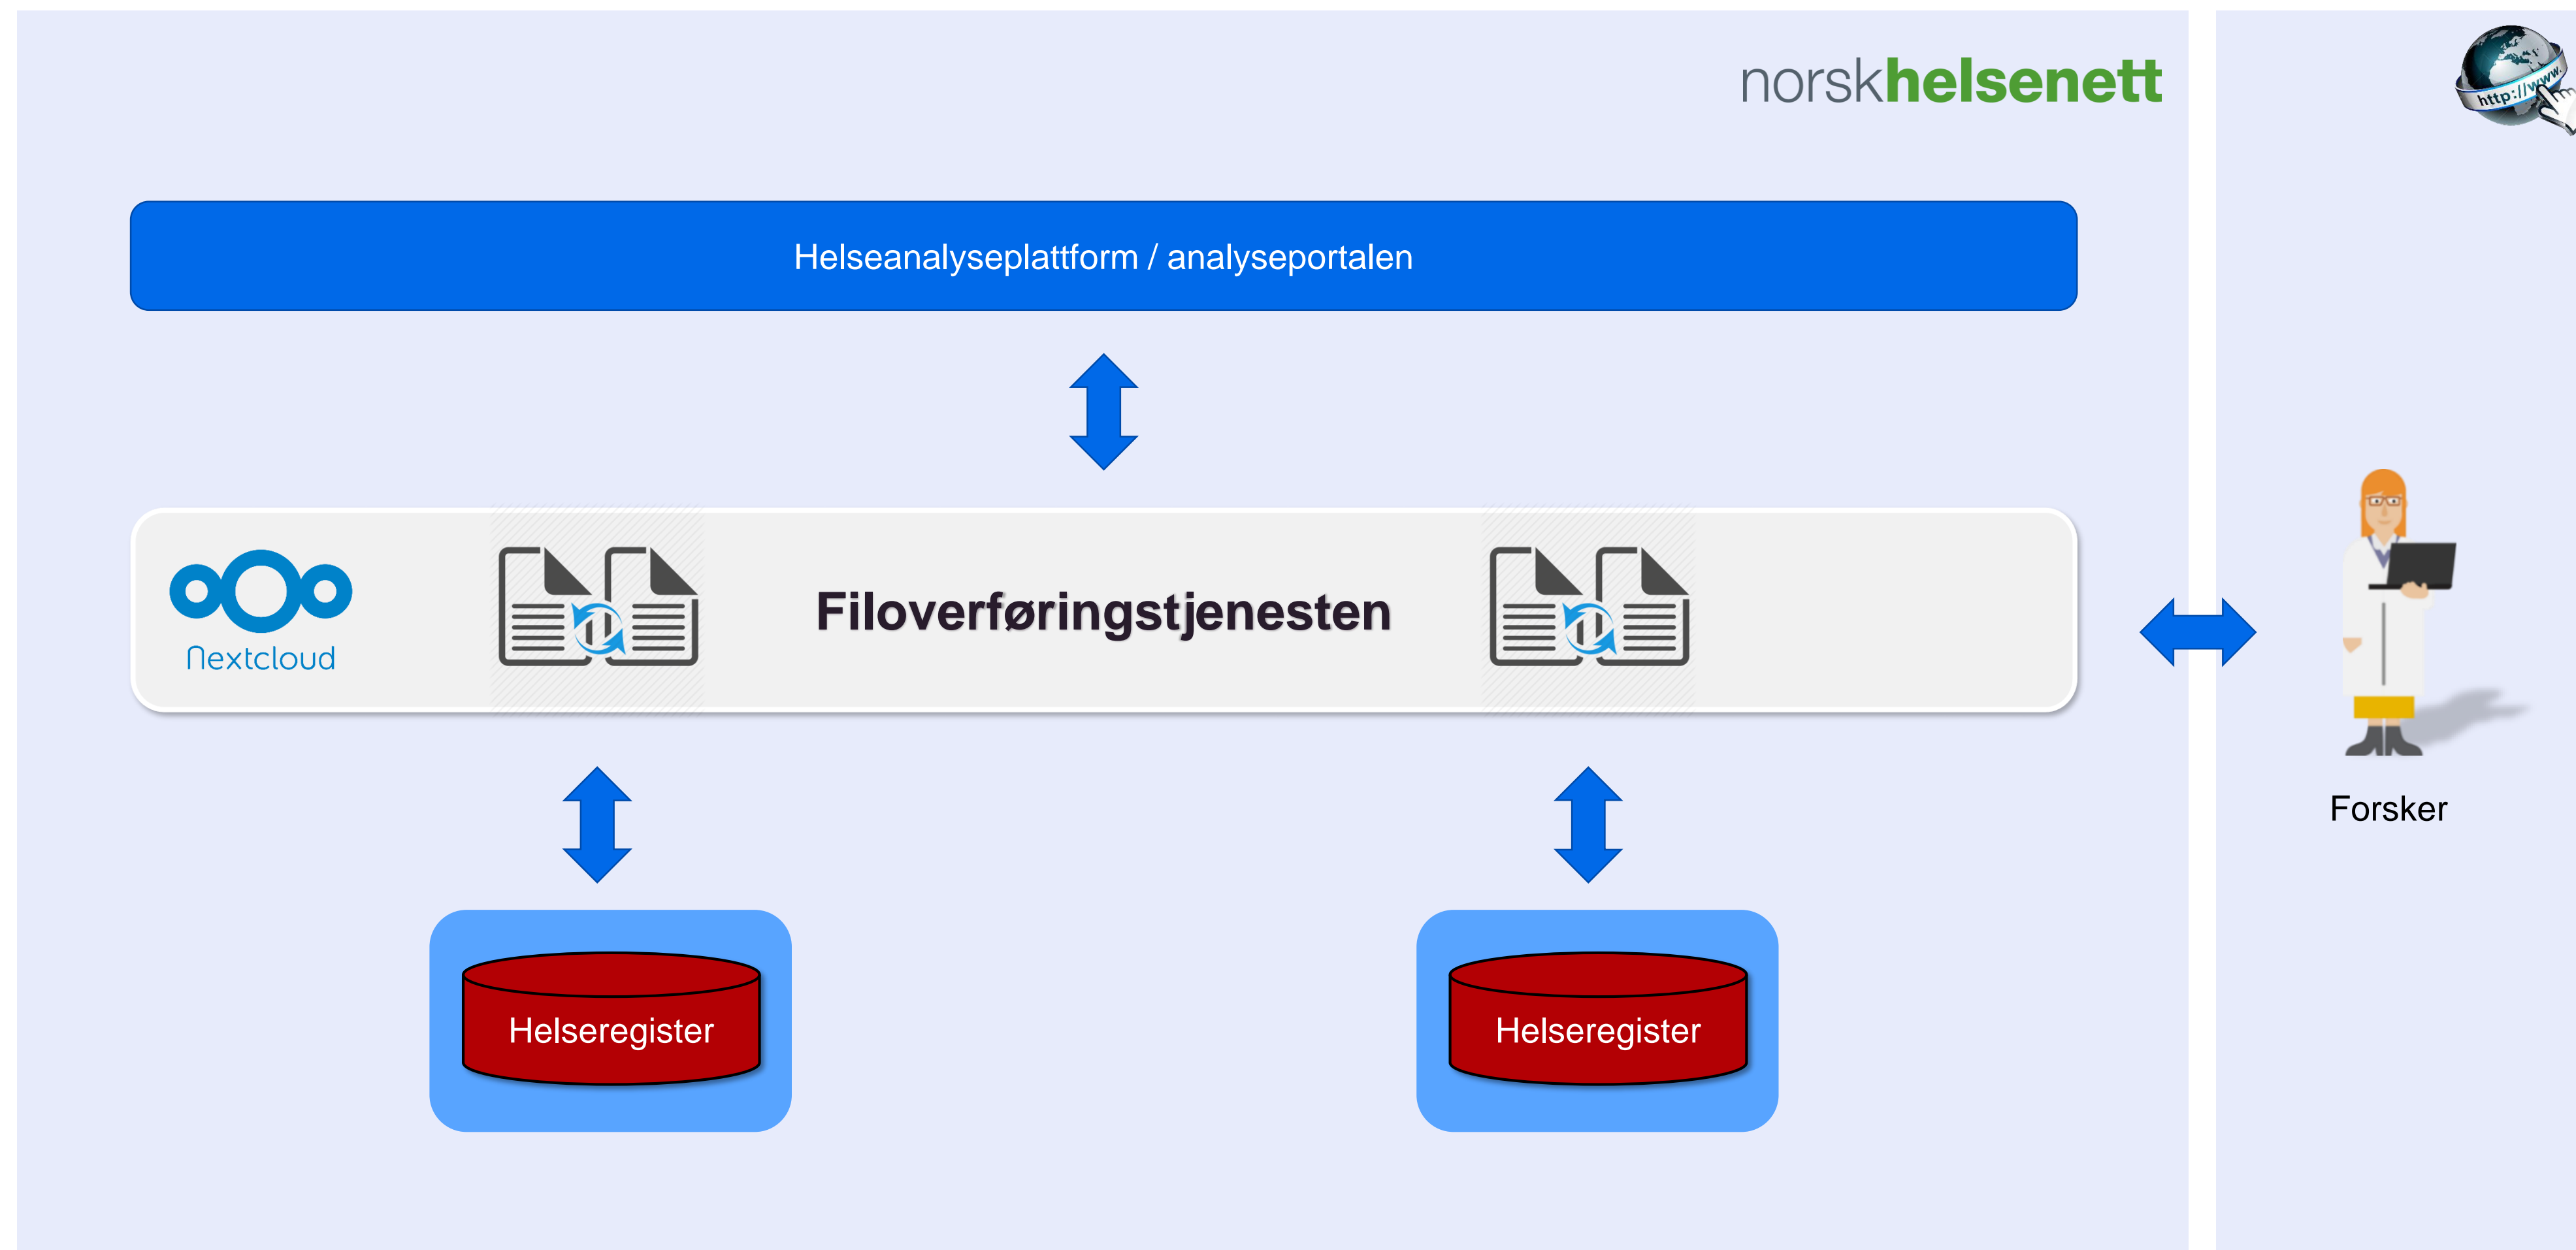 norskhelsenett
http://www.
Helseanalyseplattform / analyseportalen
Nextcloud
Filoverføringstjenesten
Forsker
Helseregister
Helseregister